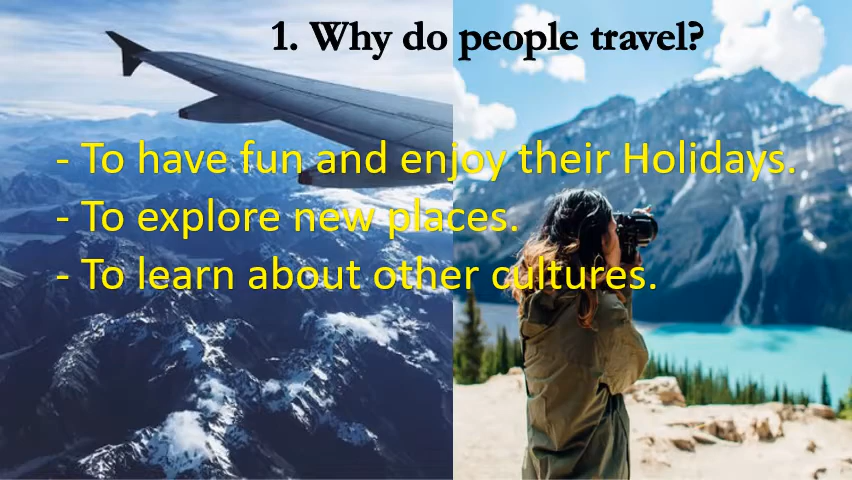 1. Why do people travel?
- To have fun and enjoy their Holidays.
- To explore new places.
- To learn about other cultures.